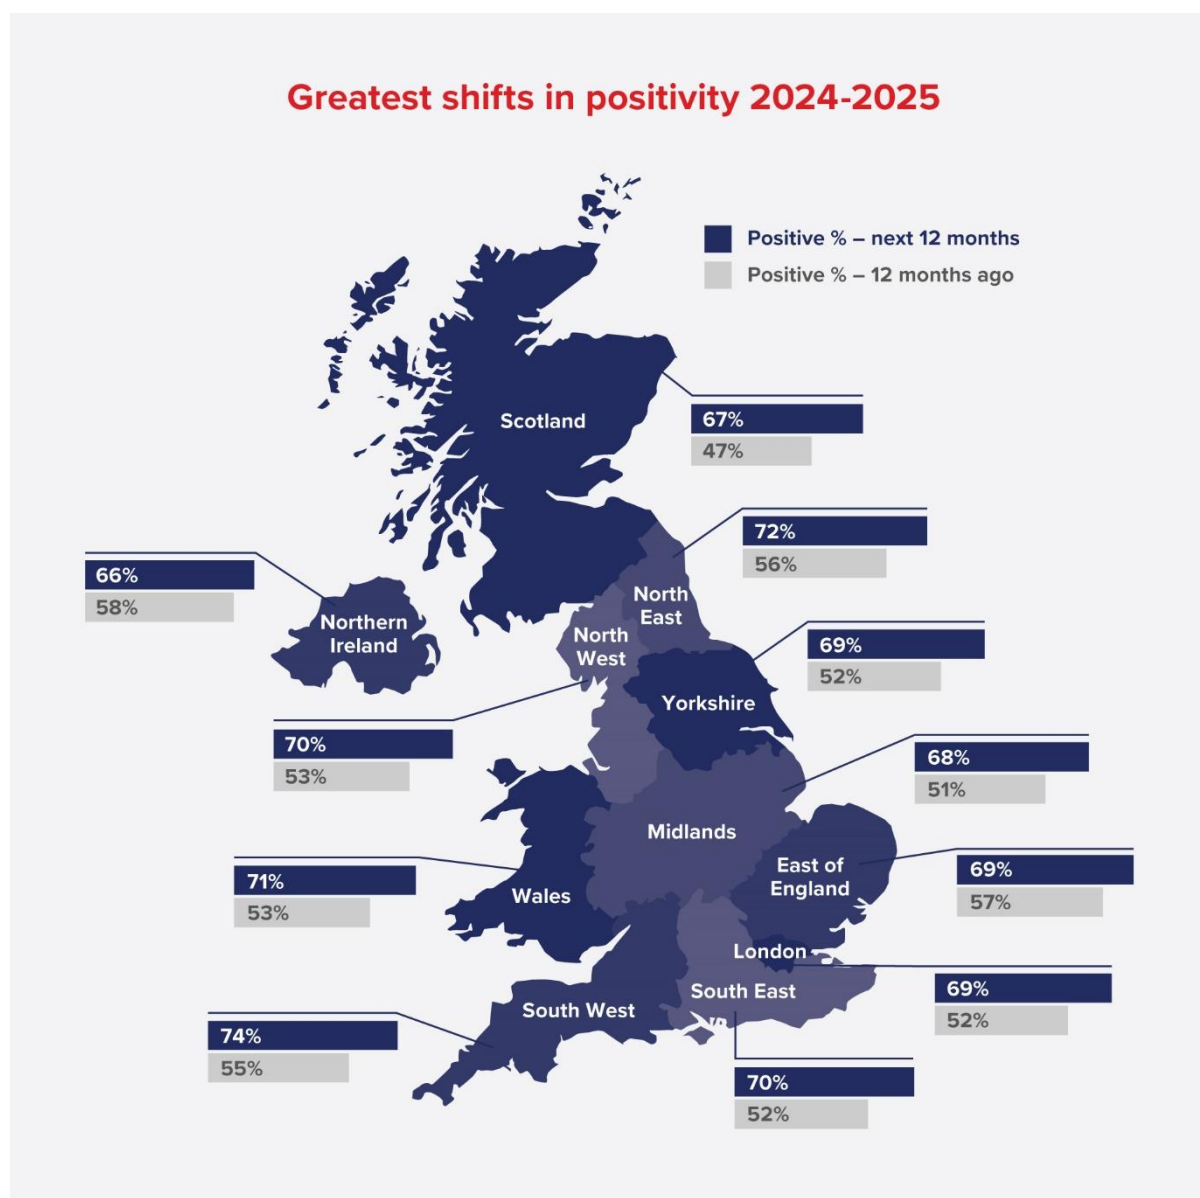 Greatest shifts in positivity 2024-2025
Positive % – next 12 months
Positive % – 12 months ago
Scotland
67%
47%
72%
56%
66%
58%
Northern
Ireland
North
East
North
West
69%
52%
Yorkshire
70%
53%
68%
51%
Midlands
71%
53%
Wales
East of
England
69%
57%
London
69%
52%
South East
South West
74%
55%
70%
52%